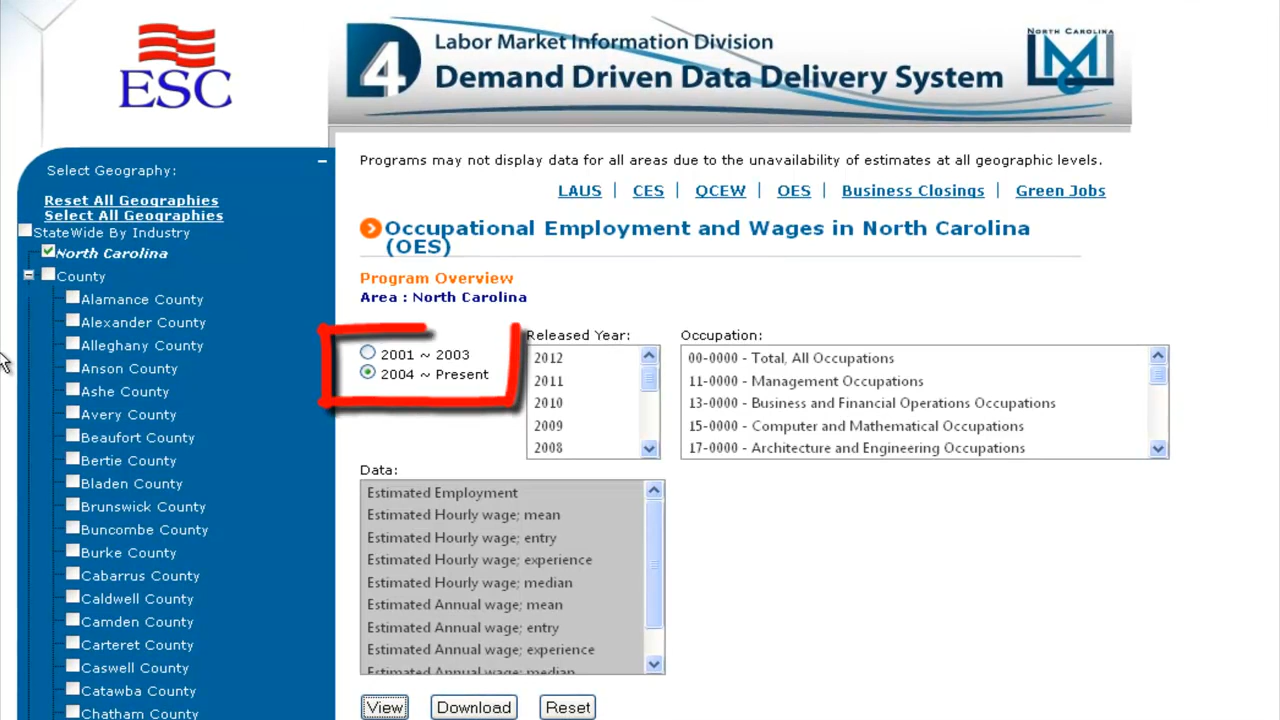 ESC
4
Labor Market Information Division
Demand Driven Data Delivery System
NORTH CAROLINA
LM
Select Geography:
Reset All Geographies
Select All Geographies
StateWide By Industry
North Carolina
County
Alamance County
Alexander County
Alleghany County
Anson County
Ashe County
Avery County
Beaufort County
Bertie County
Bladen County
Brunswick County
Buncombe County
Burke County
Cabarrus County
Caldwell County
Camden County
Carteret County
Caswell County
Catawba County
Chatham County
Programs may not display data for all areas due to the unavailability of estimates at all geographic levels.
LAUS | CES | QCEW | OES | Business Closings | Green Jobs
Occupational Employment and Wages in North Carolina
(OES)
Program Overview
Area : North Carolina
2001 ~ 2003
2004 ~ Present
Released Year:
2012
2011
2010
2009
2008
Occupation:
00-0000 - Total, All Occupations
11-0000 - Management Occupations
13-0000 - Business and Financial Operations Occupations
15-0000 - Computer and Mathematical Occupations
17-0000 - Architecture and Engineering Occupations
Data:
Estimated Employment
Estimated Hourly wage; mean
Estimated Hourly wage; entry
Estimated Hourly wage; experience
Estimated Hourly wage; median
Estimated Annual wage; mean
Estimated Annual wage; entry
Estimated Annual wage; experience
Estimated Annual wage; median
View
Download
Reset